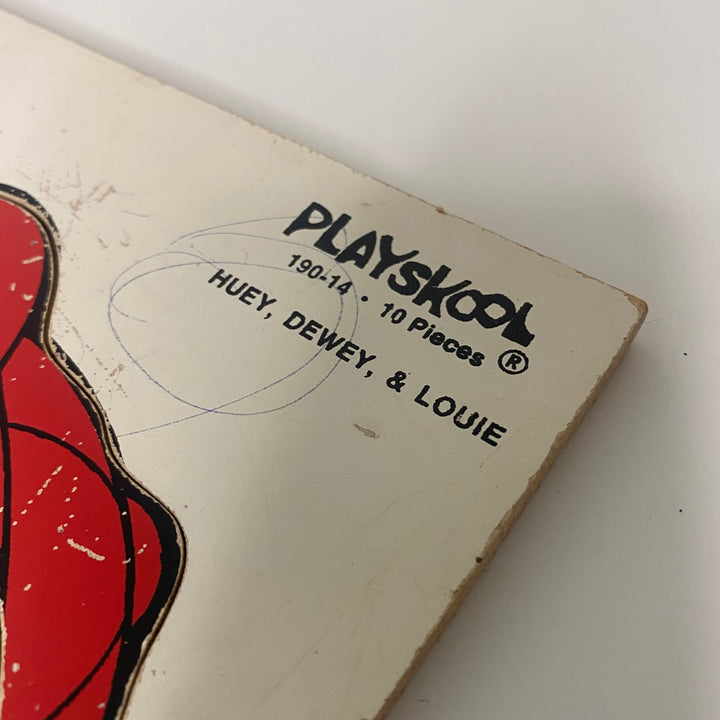 PLAYSKOOL ®
190-14 • 10 Pieces
HUEY, DEWEY, & LOUIE